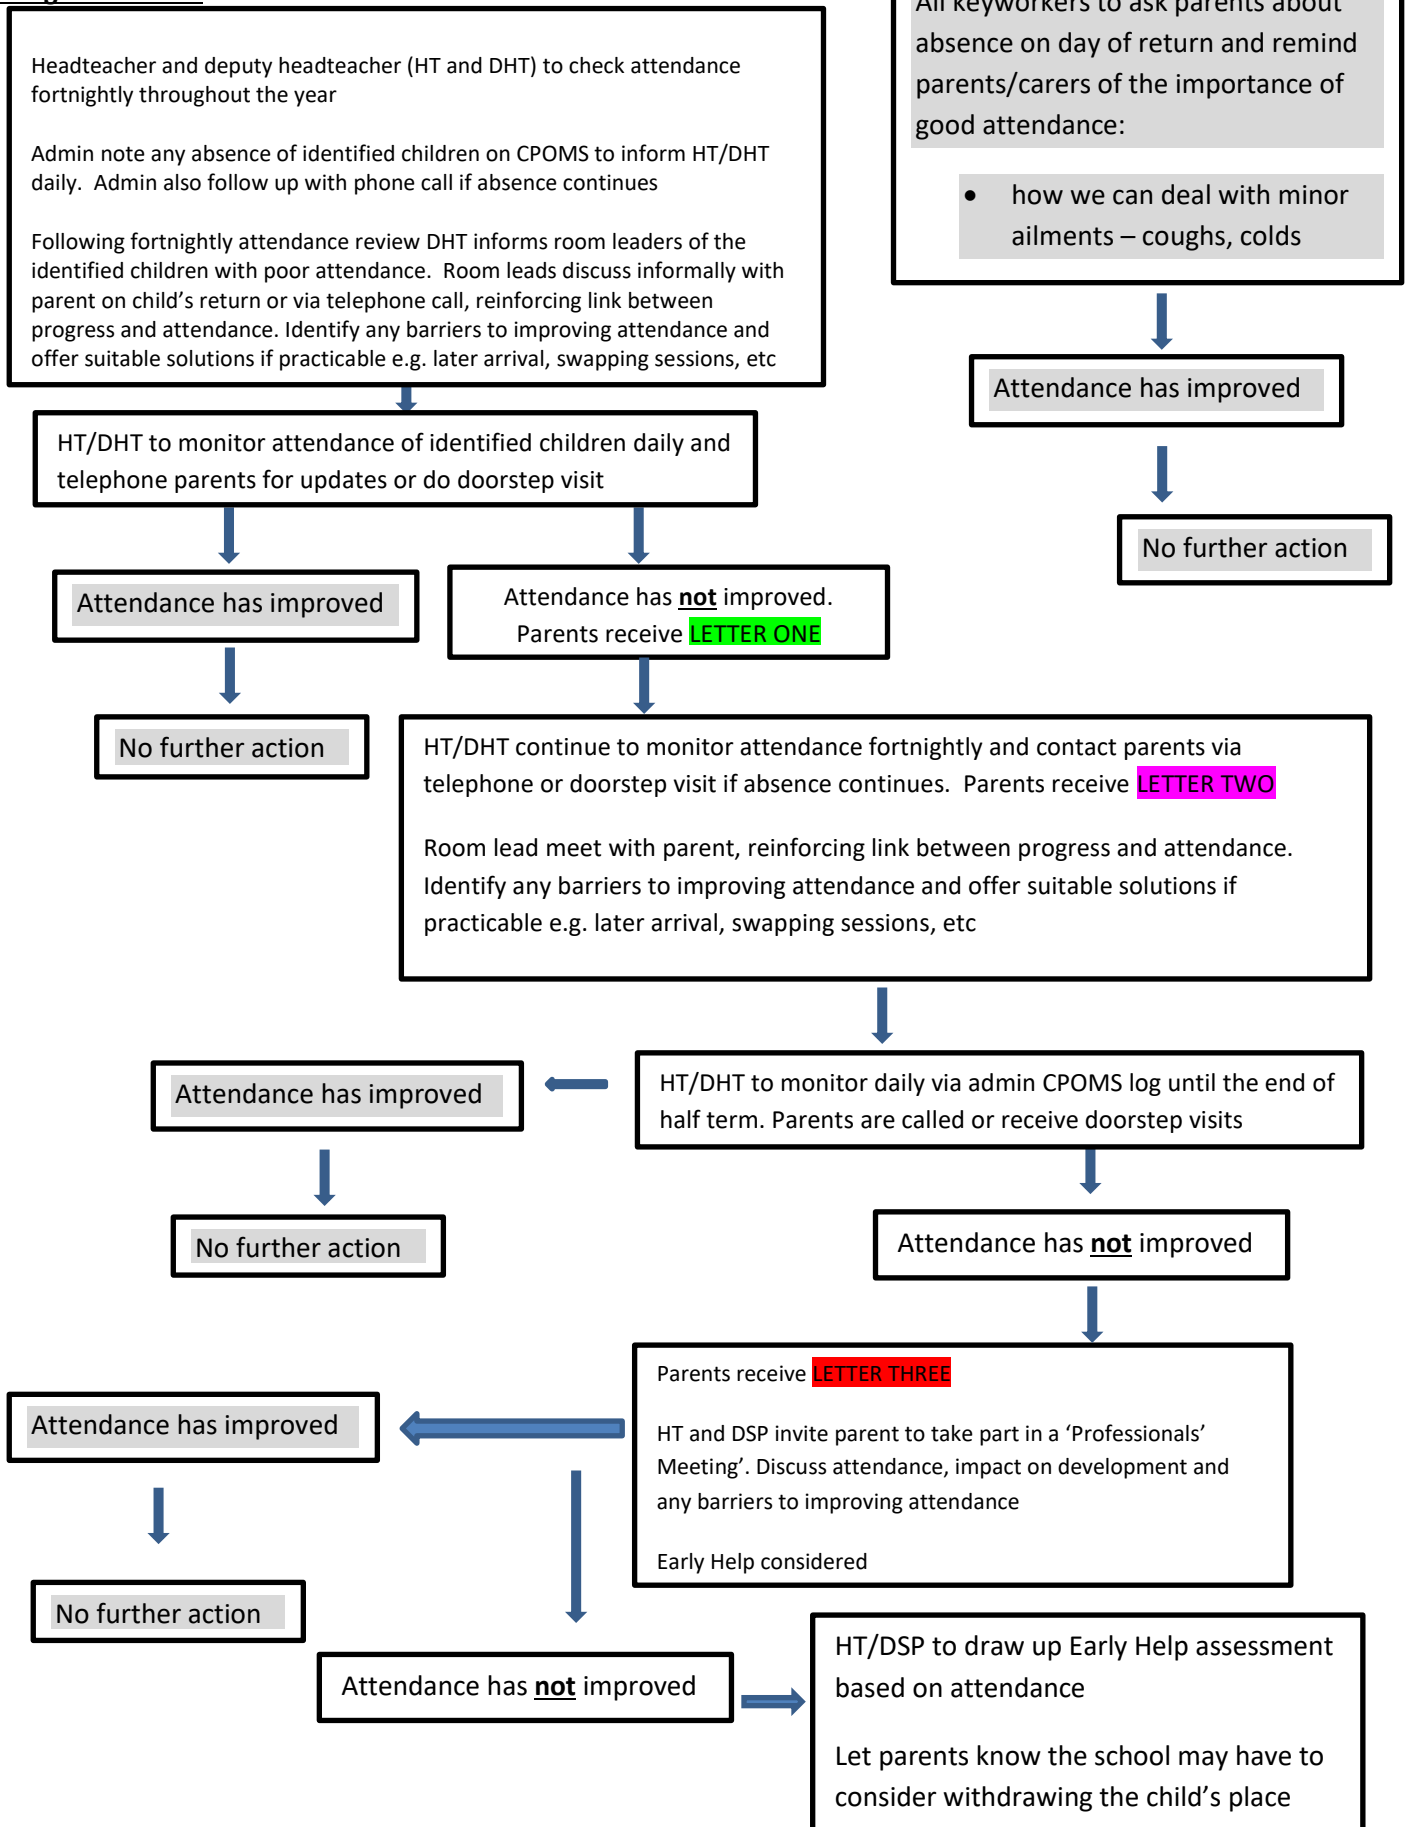 Headteacher and deputy headteacher (HT and DHT) to check attendance
fortnightly throughout the year
Admin note any absence of identified children on CPOMS to inform HT/DHT
daily.  Admin also follow up with phone call if absence continues
Following fortnightly attendance review DHT informs room leaders of the
identified children with poor attendance.  Room leads discuss informally with
parent on child’s return or via telephone call, reinforcing link between
progress and attendance. Identify any barriers to improving attendance and
offer suitable solutions if practicable e.g. later arrival, swapping sessions, etc
All keyworkers to ask parents about
absence on day of return and remind
parents/carers of the importance of
good attendance:
• how we can deal with minor
ailments – coughs, colds
Attendance has improved
No further action
HT/DHT to monitor attendance of identified children daily and
telephone parents for updates or do doorstep visit
Attendance has improved
No further action
Attendance has not improved.
Parents receive LETTER ONE
HT/DHT continue to monitor attendance fortnightly and contact parents via
telephone or doorstep visit if absence continues.  Parents receive LETTER TWO
Room lead meet with parent, reinforcing link between progress and attendance.
Identify any barriers to improving attendance and offer suitable solutions if
practicable e.g. later arrival, swapping sessions, etc
HT/DHT to monitor daily via admin CPOMS log until the end of
half term. Parents are called or receive doorstep visits
Attendance has improved
No further action
Attendance has not improved
Parents receive LETTER THREE
HT and DSP invite parent to take part in a ‘Professionals’
Meeting’. Discuss attendance, impact on development and
any barriers to improving attendance
Early Help considered
Attendance has improved
No further action
Attendance has not improved
HT/DSP to draw up Early Help assessment
based on attendance
Let parents know the school may have to
consider withdrawing the child’s place